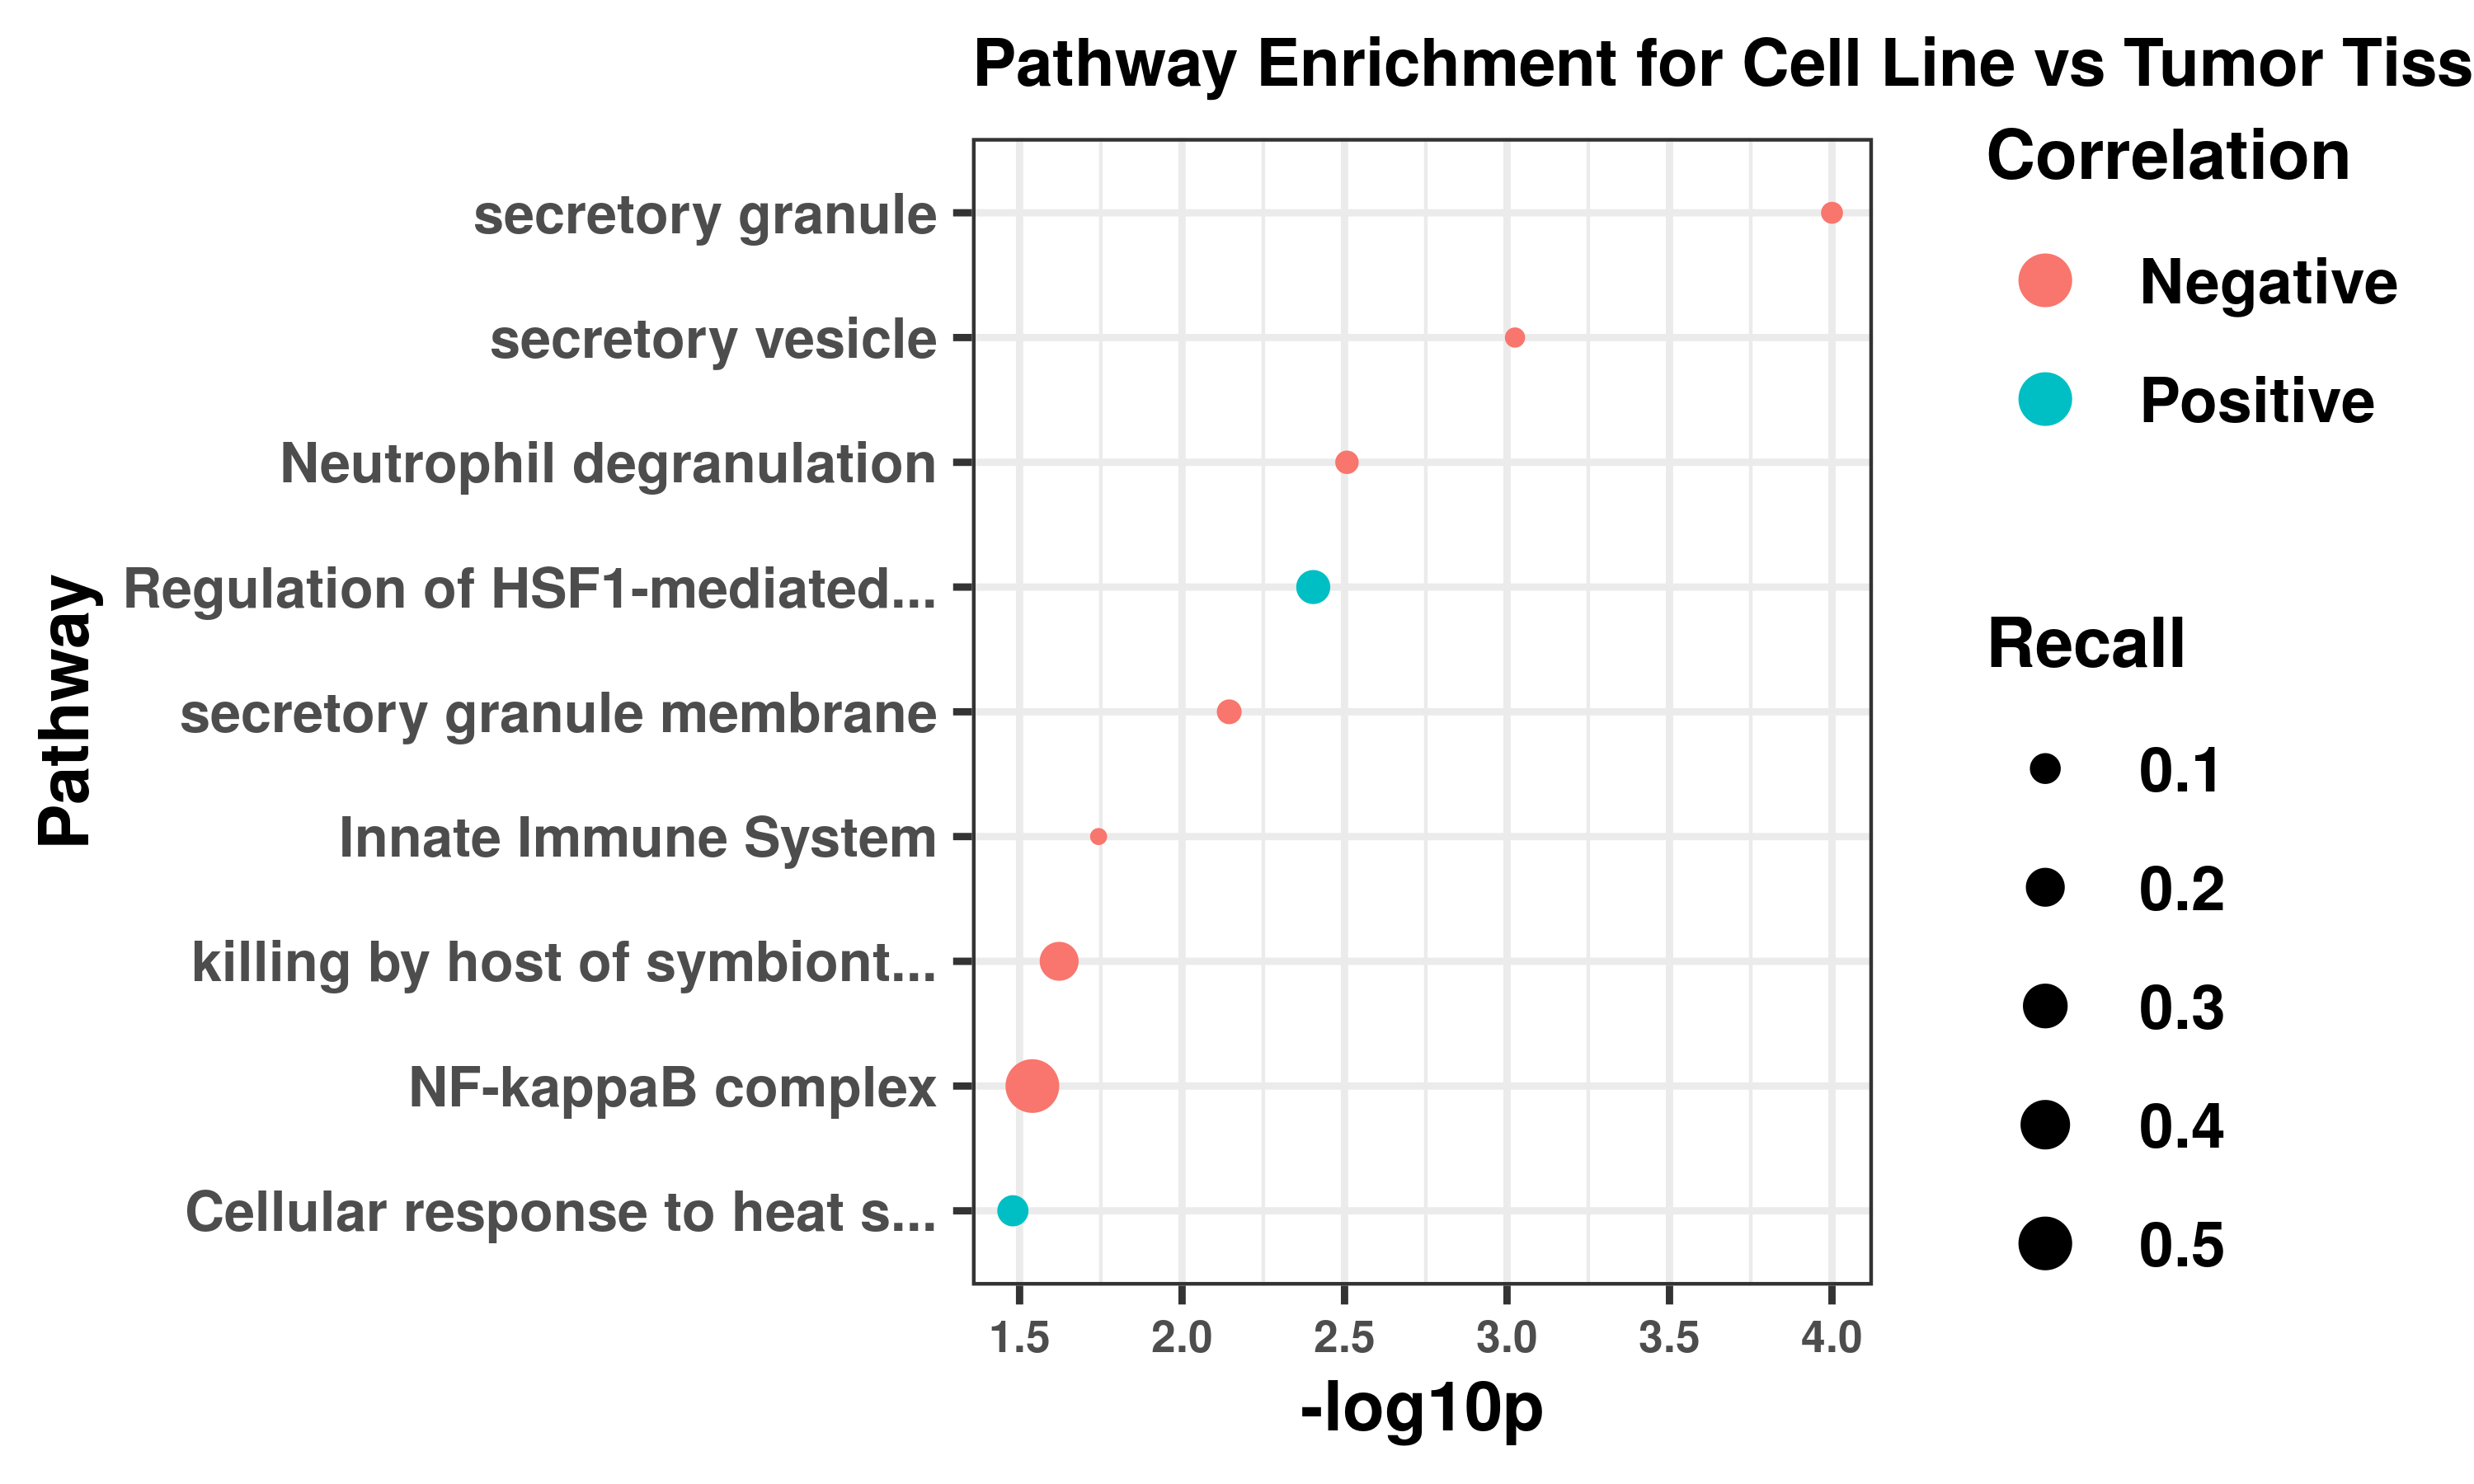 Pathway Enrichment for Cell Line vs Tumor Tiss
Pathway
secretory granule
secretory vesicle
Neutrophil degranulation
Regulation of HSF1-mediated...
secretory granule membrane
Innate Immune System
killing by host of symbiont...
NF-kappaB complex
Cellular response to heat s...
1.5 2.0 2.5 3.0 3.5 4.0
-log10p
Correlation
Negative
Positive
Recall
0.1
0.2
0.3
0.4
0.5